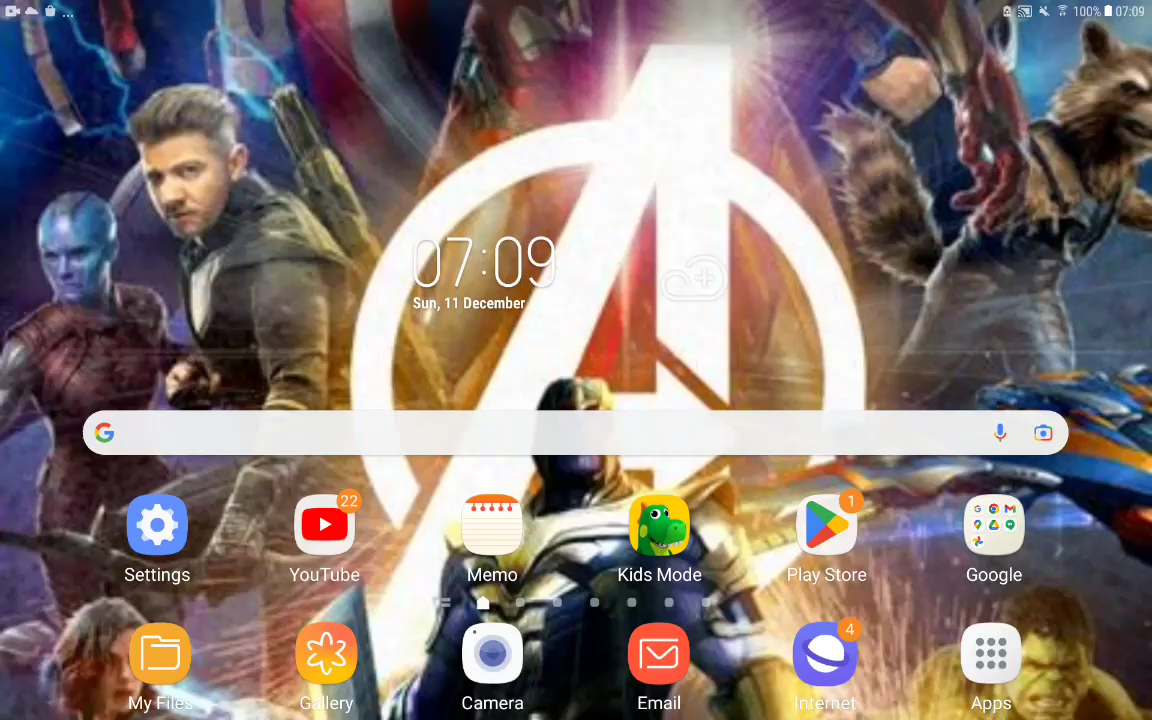 ... 100% 07:09
07:09
Sun, 11 December
G
22 1
Settings YouTube Memo Kids Mode Play Store Google
4
My Files Gallery Camera Email Internet Apps